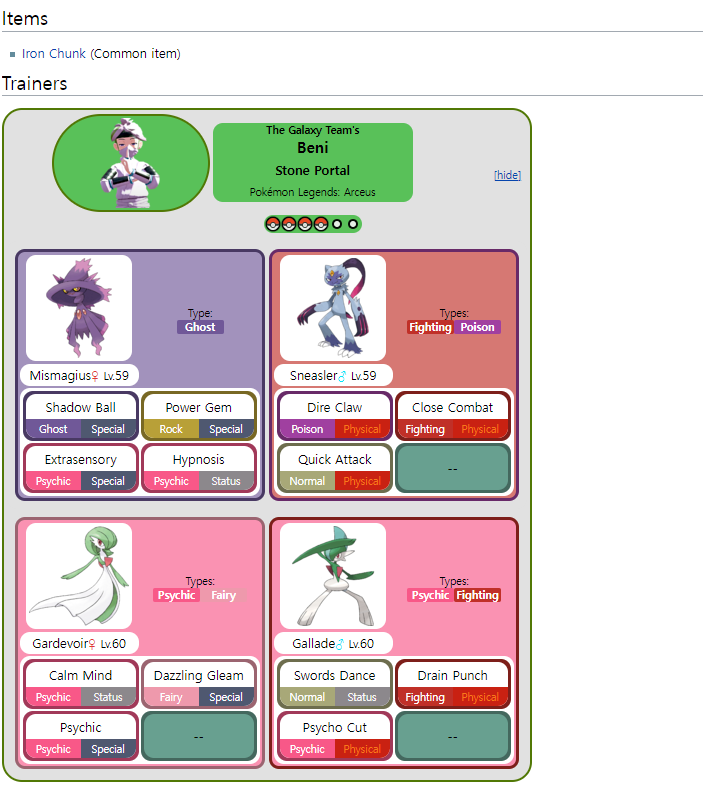 Items
Iron Chunk (Common item)
Trainers
The Galaxy Team's
Beni
Stone Portal
Pokémon Legends: Arceus
[hide]
Type:
Ghost
Mismagius♀ Lv.59
Shadow Ball
Ghost Special
Power Gem
Rock Special
Extrasensory
Psychic Special
Hypnosis
Psychic Status
Types:
Fighting Poison
Sneasler♂ Lv.59
Dire Claw
Poison Physical
Close Combat
Fighting Physical
Quick Attack
Normal Physical
--
Types:
Psychic Fairy
Gardevoir♀ Lv.60
Calm Mind
Psychic Status
Dazzling Gleam
Fairy Special
Psychic
Psychic Special
--
Types:
Psychic Fighting
Gallade♂ Lv.60
Swords Dance
Normal Status
Drain Punch
Fighting Physical
Psycho Cut
Psychic Physical
--